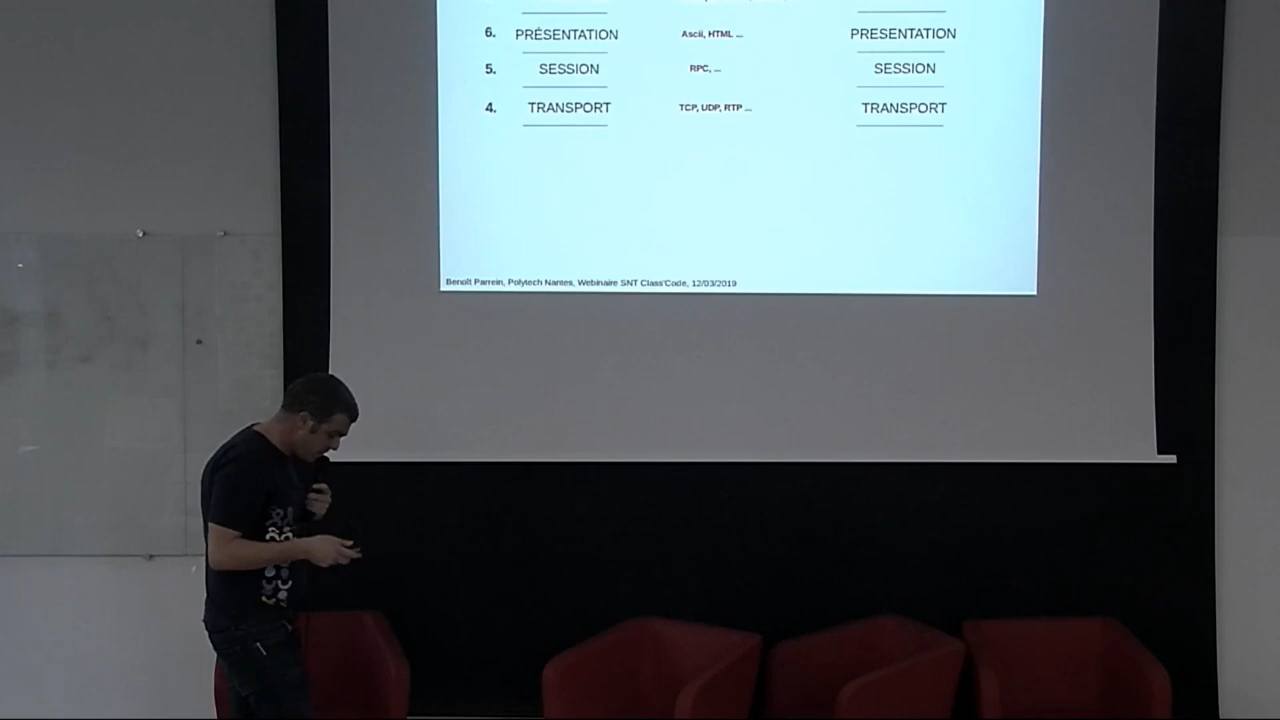 6. PRÉSENTATION Ascii, HTML ... PRESENTATION
5. SESSION RPC, ... SESSION
4. TRANSPORT TCP, UDP, RTP ... TRANSPORT
Benoît Parrein, Polytech Nantes, Webinaire SNT Class'Code, 12/03/2019